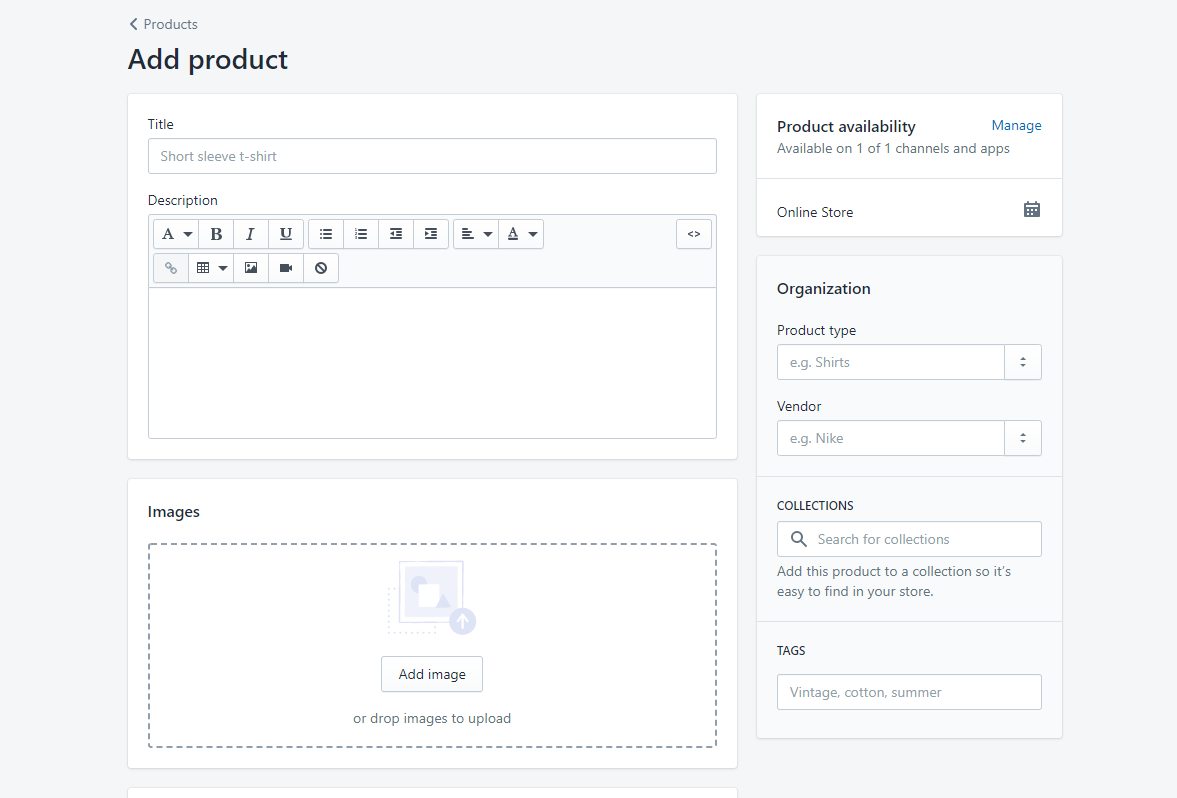 Products
Add product
Title
Short sleeve t-shirt
Description
A B I U A <>
Images
Add image
or drop images to upload
Product availability Manage
Available on 1 of 1 channels and apps
Online Store
Organization
Product type
e.g. Shirts
Vendor
e.g. Nike
COLLECTIONS
Search for collections
Add this product to a collection so it's
easy to find in your store.
TAGS
Vintage, cotton, summer